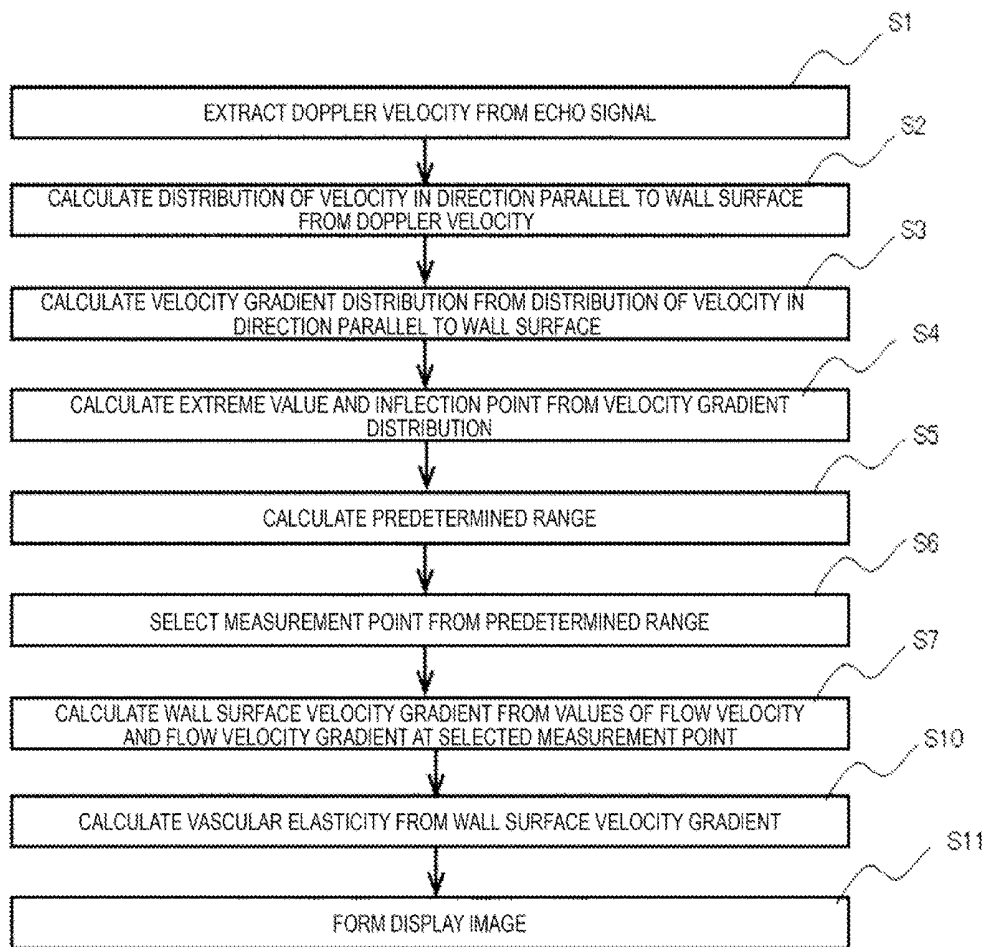 S1
EXTRACT DOPPLER VELOCITY FROM ECHO SIGNAL
S2
CALCULATE DISTRIBUTION OF VELOCITY IN DIRECTION PARALLEL TO WALL SURFACE
FROM DOPPLER VELOCITY
S3
CALCULATE VELOCITY GRADIENT DISTRIBUTION FROM DISTRIBUTION OF VELOCITY IN
DIRECTION PARALLEL TO WALL SURFACE
S4
CALCULATE EXTREME VALUE AND INFLECTION POINT FROM VELOCITY GRADIENT
DISTRIBUTION
S5
CALCULATE PREDETERMINED RANGE
S6
SELECT MEASUREMENT POINT FROM PREDETERMINED RANGE
S7
CALCULATE WALL SURFACE VELOCITY GRADIENT FROM VALUES OF FLOW VELOCITY
AND FLOW VELOCITY GRADIENT AT SELECTED MEASUREMENT POINT
S10
CALCULATE VASCULAR ELASTICITY FROM WALL SURFACE VELOCITY GRADIENT
S11
FORM DISPLAY IMAGE